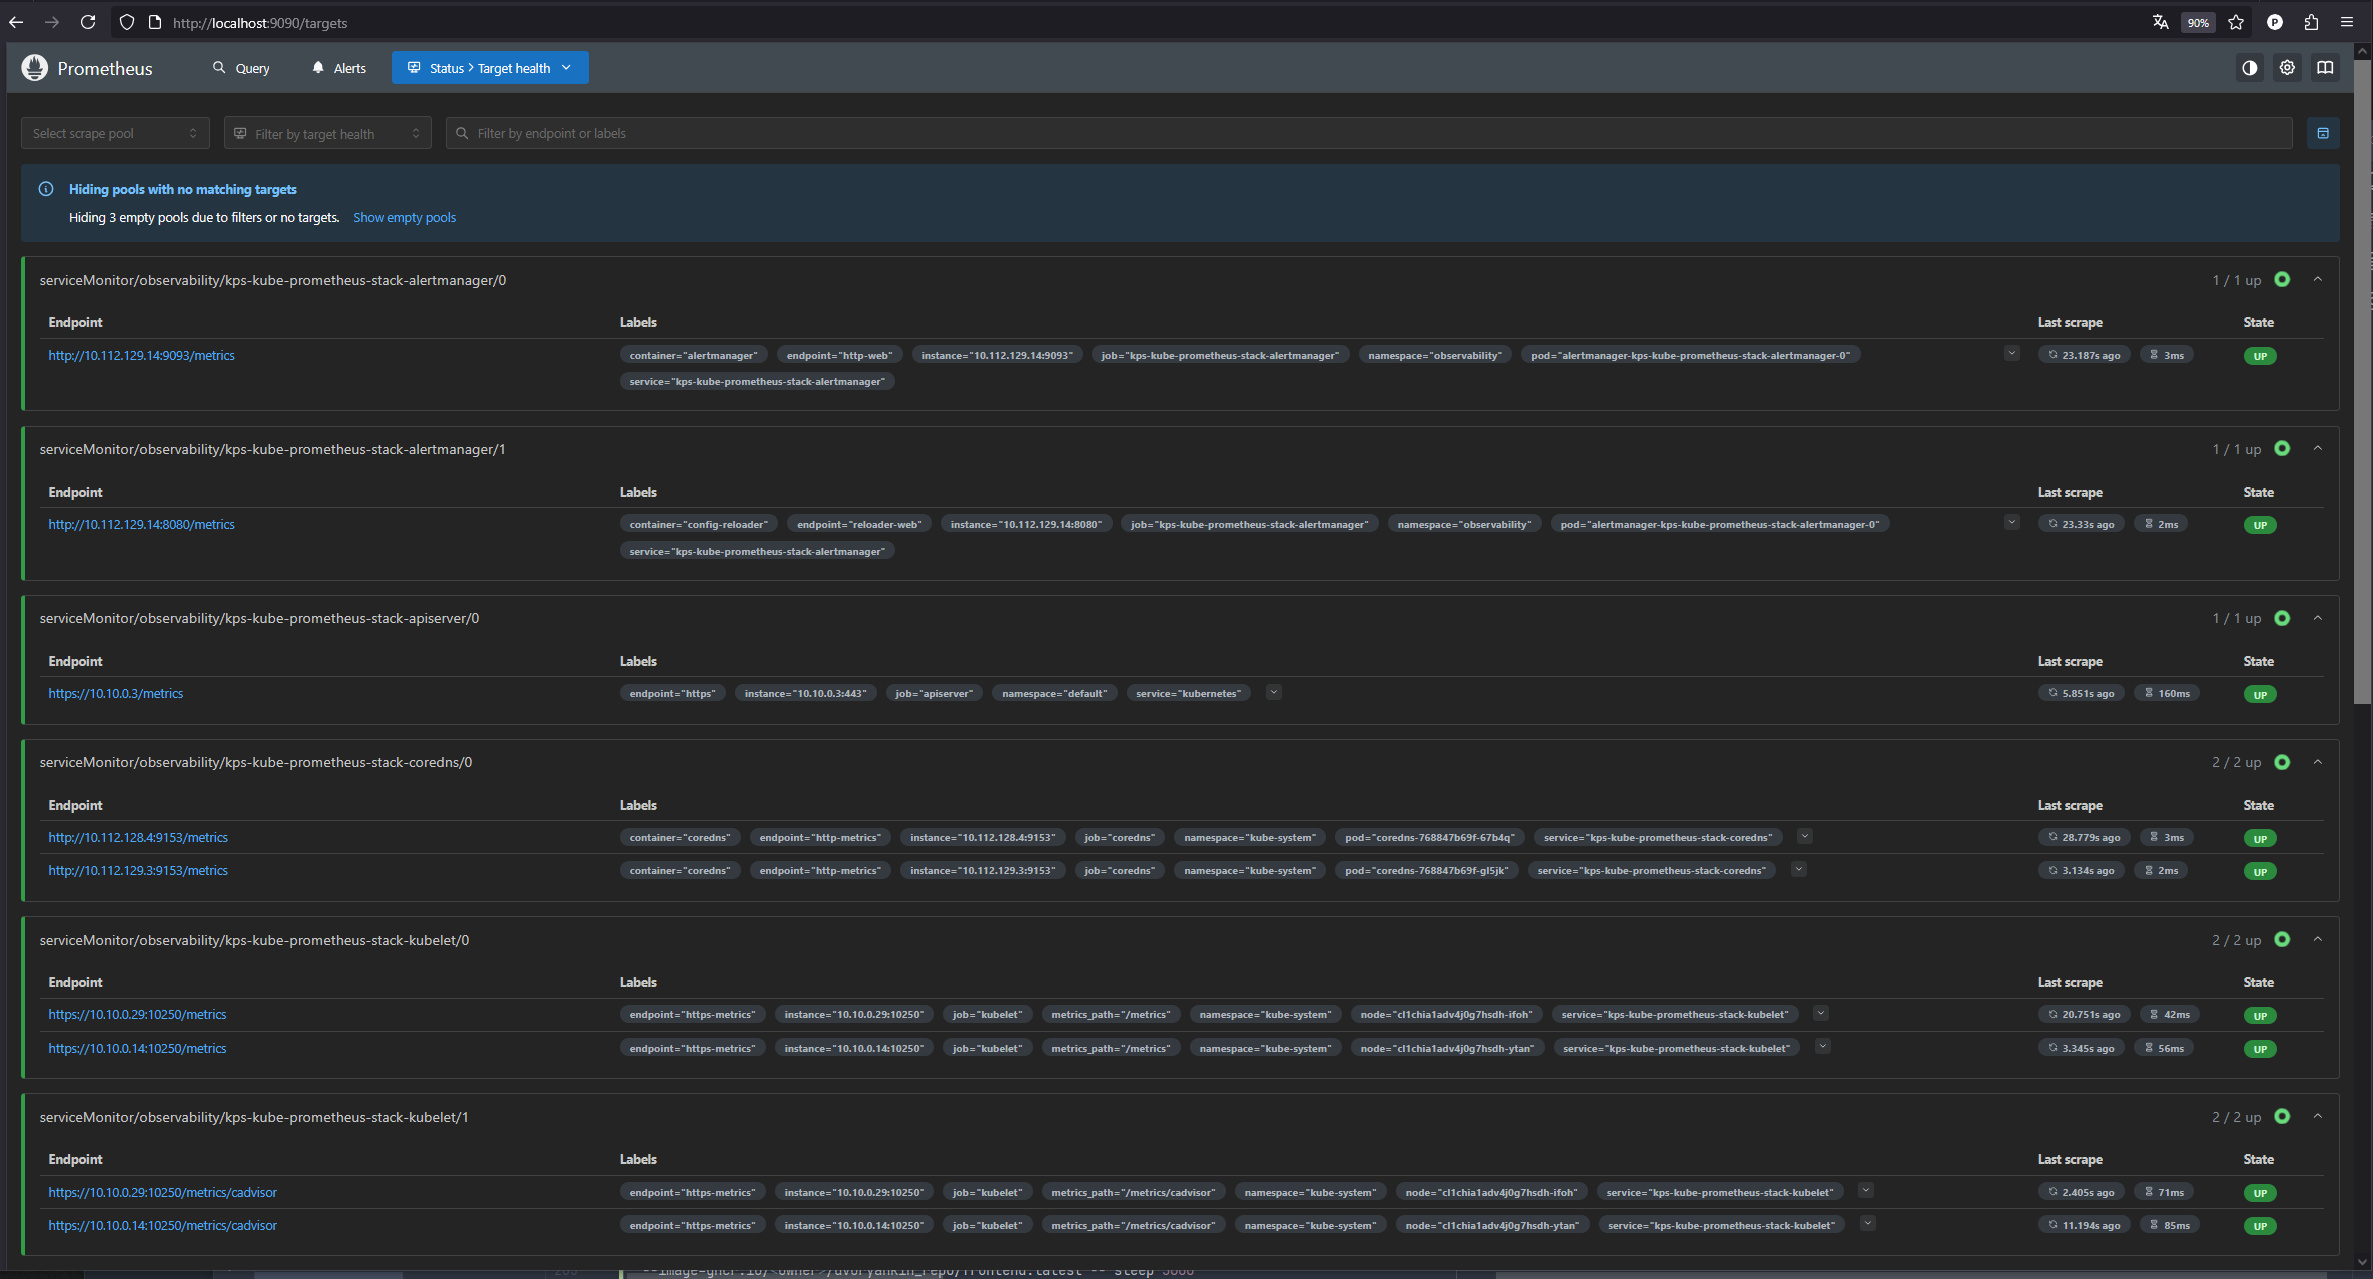 http://localhost:9090/targets
90%
Prometheus Query Alerts Status > Target health
Select scrape pool Filter by target health Filter by endpoint or labels
Hiding pools with no matching targets
Hiding 3 empty pools due to filters or no targets. Show empty pools
serviceMonitor/observability/kps-kube-prometheus-stack-alertmanager/0 1 / 1 up
Endpoint Labels Last scrape State
http://10.112.129.14:9093/metrics container="alertmanager" endpoint="http-web" instance="10.112.129.14:9093" job="kps-kube-prometheus-stack-alertmanager" namespace="observability" pod="alertmanager-kps-kube-prometheus-stack-alertmanager-0" 23.187s ago 3ms UP
service="kps-kube-prometheus-stack-alertmanager"
serviceMonitor/observability/kps-kube-prometheus-stack-alertmanager/1 1 / 1 up
Endpoint Labels Last scrape State
http://10.112.129.14:8080/metrics container="config-reloader" endpoint="reloader-web" instance="10.112.129.14:8080" job="kps-kube-prometheus-stack-alertmanager" namespace="observability" pod="alertmanager-kps-kube-prometheus-stack-alertmanager-0" 23.33s ago 2ms UP
service="kps-kube-prometheus-stack-alertmanager"
serviceMonitor/observability/kps-kube-prometheus-stack-apiserver/0 1 / 1 up
Endpoint Labels Last scrape State
https://10.10.0.3/metrics endpoint="https" instance="10.10.0.3:443" job="apiserver" namespace="default" service="kubernetes" 5.851s ago 160ms UP
serviceMonitor/observability/kps-kube-prometheus-stack-coredns/0 2 / 2 up
Endpoint Labels Last scrape State
http://10.112.128.4:9153/metrics container="coredns" endpoint="http-metrics" instance="10.112.128.4:9153" job="coredns" namespace="kube-system" pod="coredns-768847b69f-67b4q" service="kps-kube-prometheus-stack-coredns" 28.779s ago 3ms UP
http://10.112.129.3:9153/metrics container="coredns" endpoint="http-metrics" instance="10.112.129.3:9153" job="coredns" namespace="kube-system" pod="coredns-768847b69f-gl5jk" service="kps-kube-prometheus-stack-coredns" 3.134s ago 2ms UP
serviceMonitor/observability/kps-kube-prometheus-stack-kubelet/0 2 / 2 up
Endpoint Labels Last scrape State
https://10.10.0.29:10250/metrics endpoint="https-metrics" instance="10.10.0.29:10250" job="kubelet" metrics_path="/metrics" namespace="kube-system" node="cl1chia1adv4j0g7hsdh-ifoh" service="kps-kube-prometheus-stack-kubelet" 20.751s ago 42ms UP
https://10.10.0.14:10250/metrics endpoint="https-metrics" instance="10.10.0.14:10250" job="kubelet" metrics_path="/metrics" namespace="kube-system" node="cl1chia1adv4j0g7hsdh-ytan" service="kps-kube-prometheus-stack-kubelet" 3.345s ago 56ms UP
serviceMonitor/observability/kps-kube-prometheus-stack-kubelet/1 2 / 2 up
Endpoint Labels Last scrape State
https://10.10.0.29:10250/metrics/cadvisor endpoint="https-metrics" instance="10.10.0.29:10250" job="kubelet" metrics_path="/metrics/cadvisor" namespace="kube-system" node="cl1chia1adv4j0g7hsdh-ifoh" service="kps-kube-prometheus-stack-kubelet" 2.405s ago 71ms UP
https://10.10.0.14:10250/metrics/cadvisor endpoint="https-metrics" instance="10.10.0.14:10250" job="kubelet" metrics_path="/metrics/cadvisor" namespace="kube-system" node="cl1chia1adv4j0g7hsdh-ytan" service="kps-kube-prometheus-stack-kubelet" 11.194s ago 85ms UP